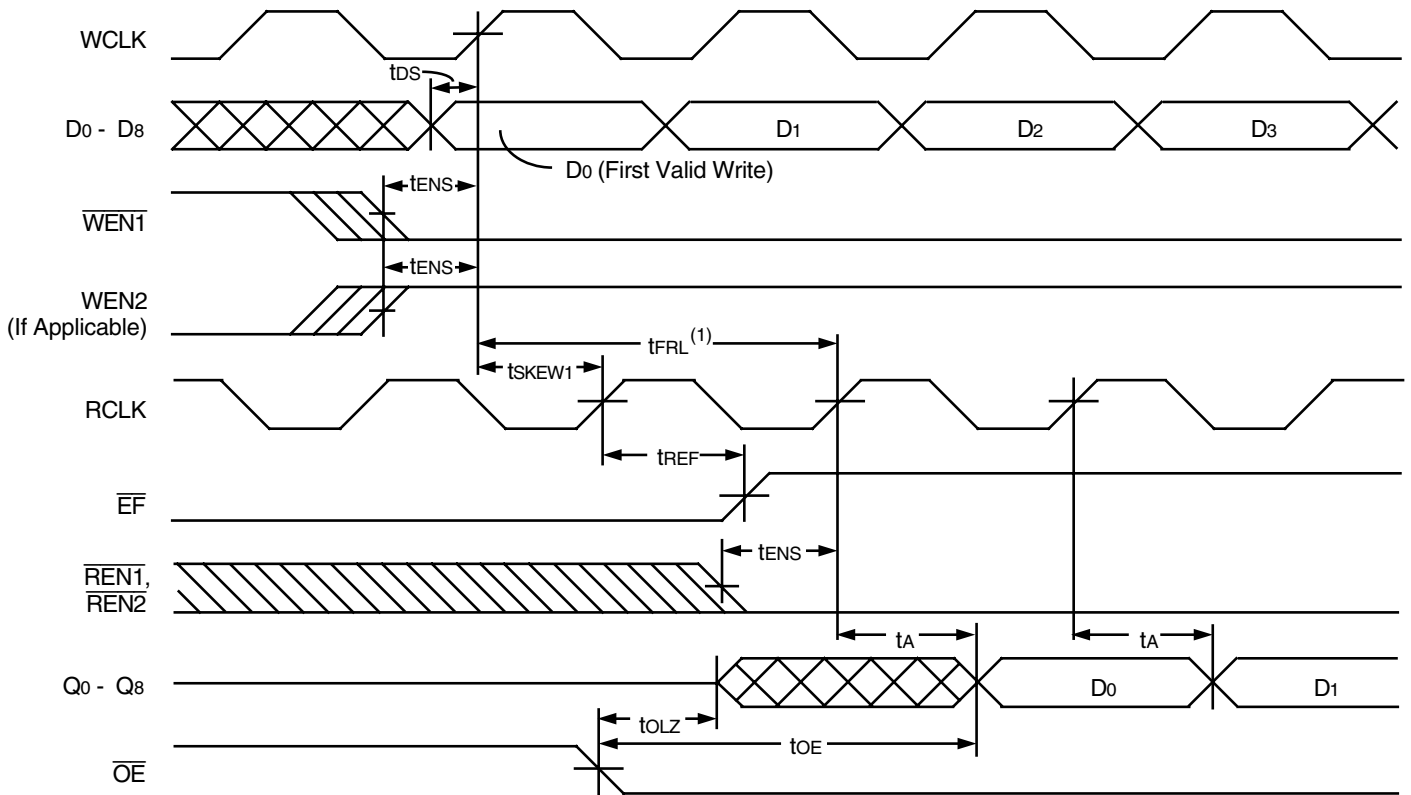 WCLK
tDS
D0 - D8
D1
D2
D3
D0 (First Valid Write)
tENS
WEN1
tENS
WEN2
(If Applicable)
tFRL(1)
tSKEW1
RCLK
tREF
EF
tENS
REN1,
REN2
tA
tA
Q0 - Q8
D0
D1
tOLZ
tOE
OE